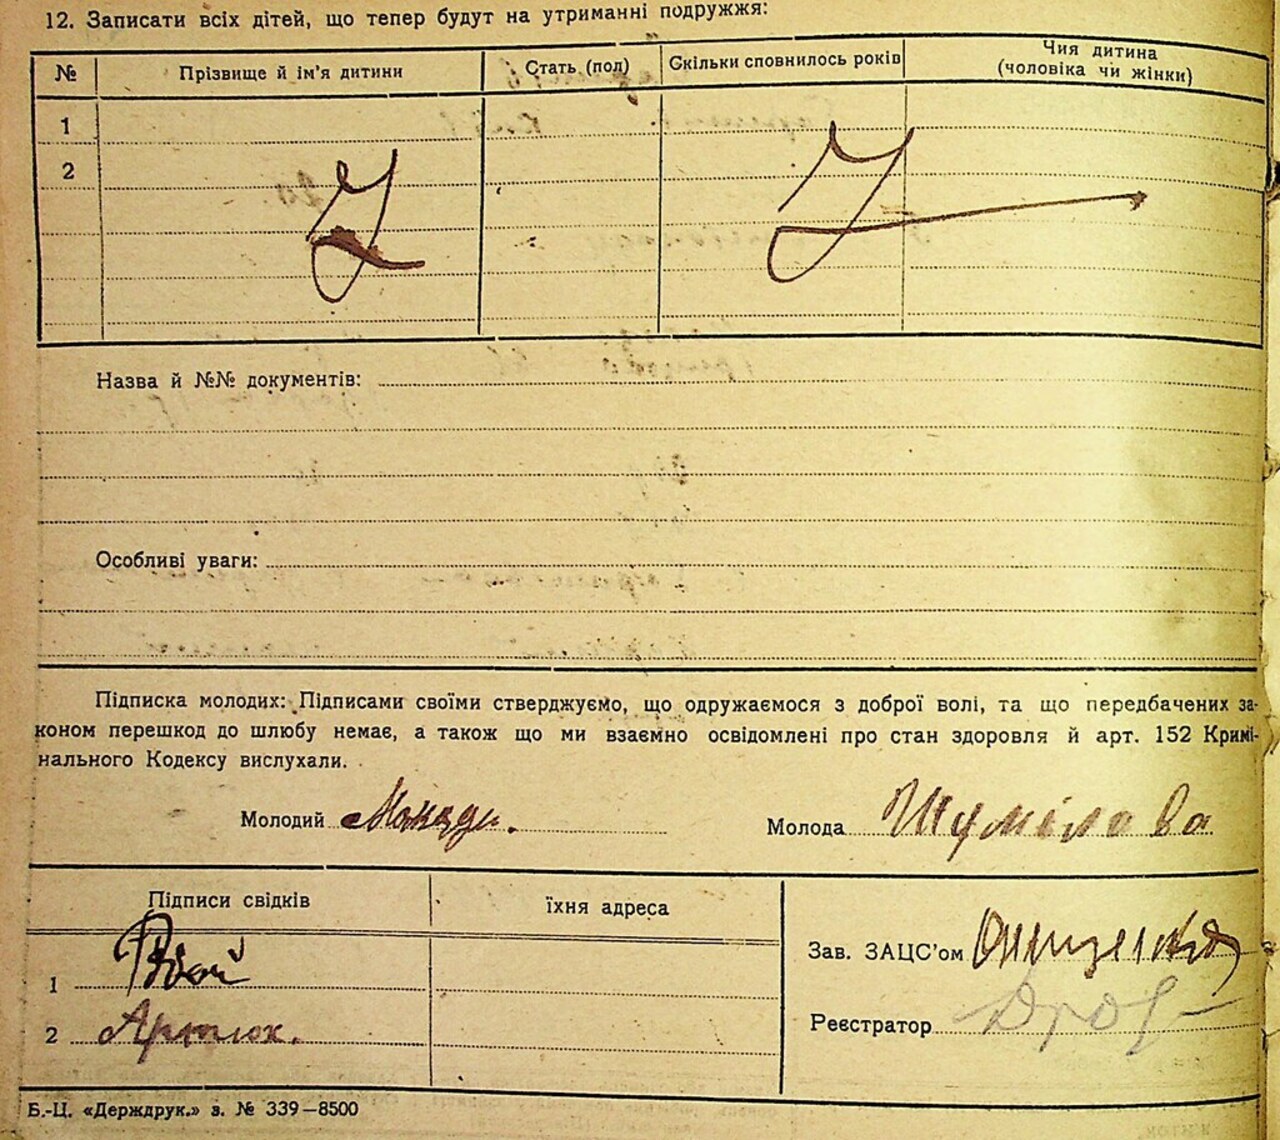 12. Записати всіх дітей, що тепер будут на утриманні подружжя:
№ Прізвище й ім'я дитини Стать (пол) Скільки сповнилось років Чия дитина
(чоловіка чи жінки)
1
2
Назва й №№ документів:
Особливі уваги:
Підписка молодих: Підписами своїми стверджуємо, що одружаємося з доброї волі, та що передбачених за-
коном перешкод до шлюбу немає, а також що ми взаємно освідомлені про стан здоровля й арт. 152 Кримі-
нального Кодексу вислухали.
Молодий
Молода Шумілова
Підписи свідків їхня адреса
Зав. ЗАЦС'ом Онищенко
1
2 Артюх.
Реєстратор
Б.-Ц. «Держдрук.» з. № 339—8500